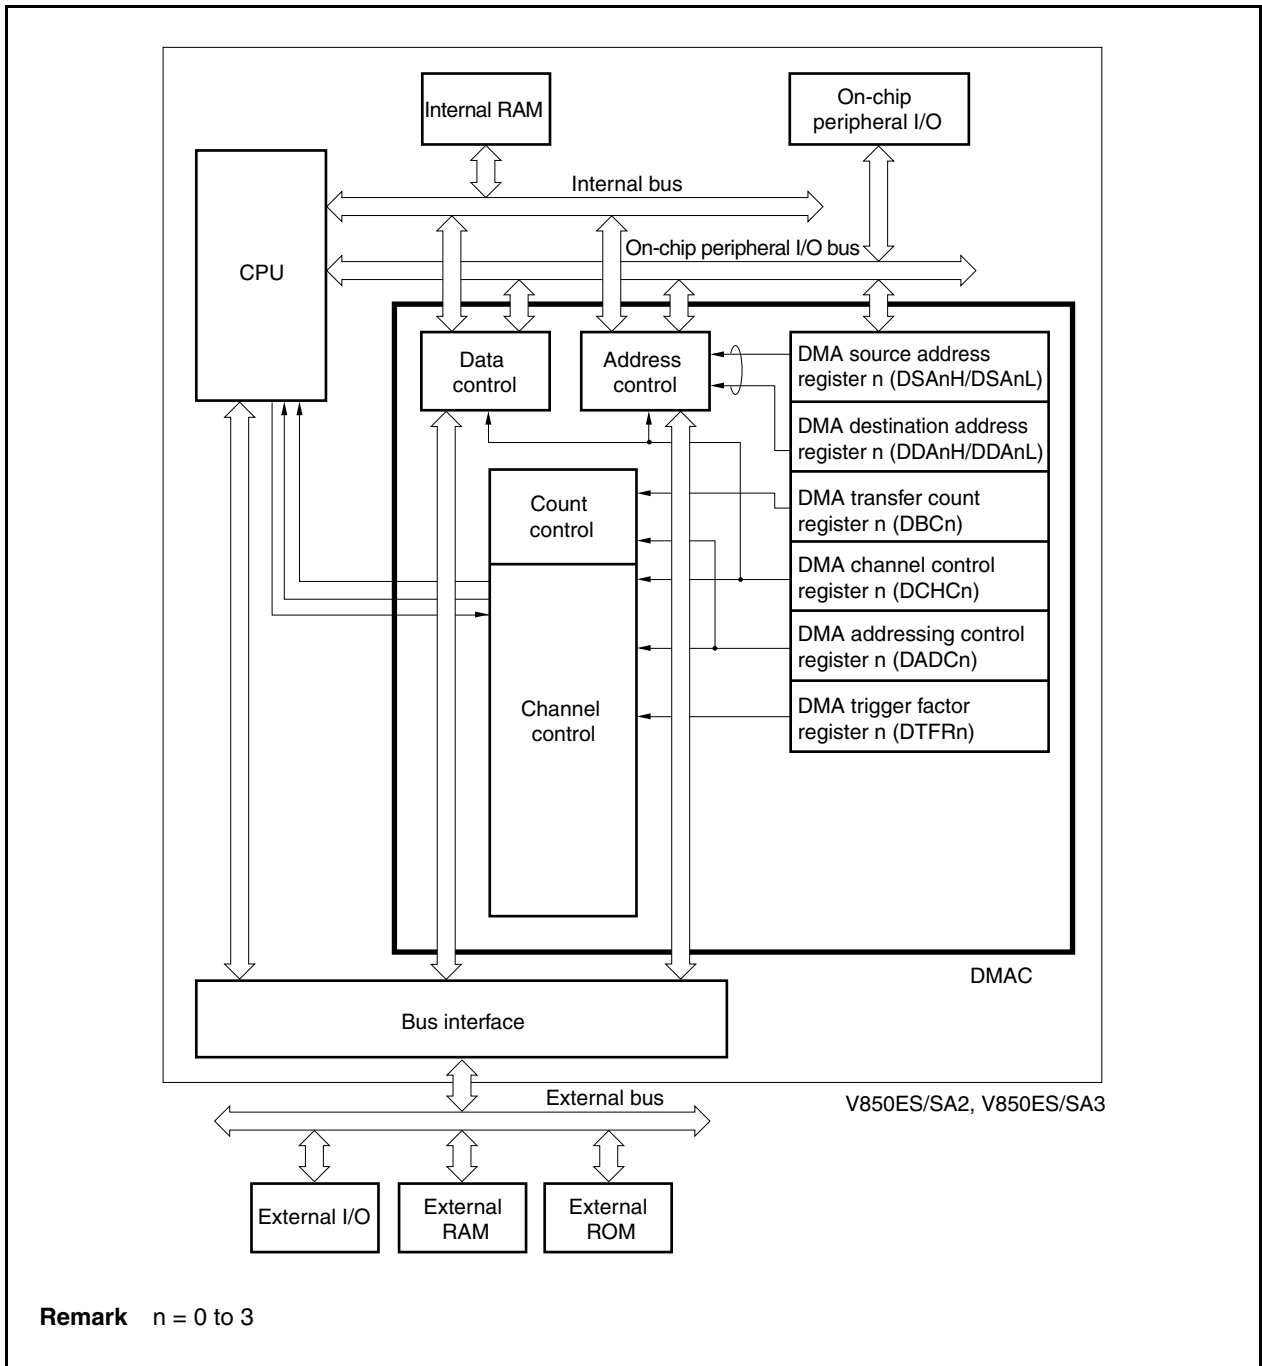 Internal RAM
On-chip
peripheral I/O
Internal bus
On-chip peripheral I/O bus
CPU
Data
control
Address
control
DMA source address
register n (DSAnH/DSAnL)
DMA destination address
register n (DDAnH/DDAnL)
Count
control
DMA transfer count
register n (DBCn)
DMA channel control
register n (DCHCn)
DMA addressing control
register n (DADCn)
Channel
control
DMA trigger factor
register n (DTFRn)
DMAC
Bus interface
External bus
V850ES/SA2, V850ES/SA3
External I/O
External
RAM
External
ROM
Remark n = 0 to 3